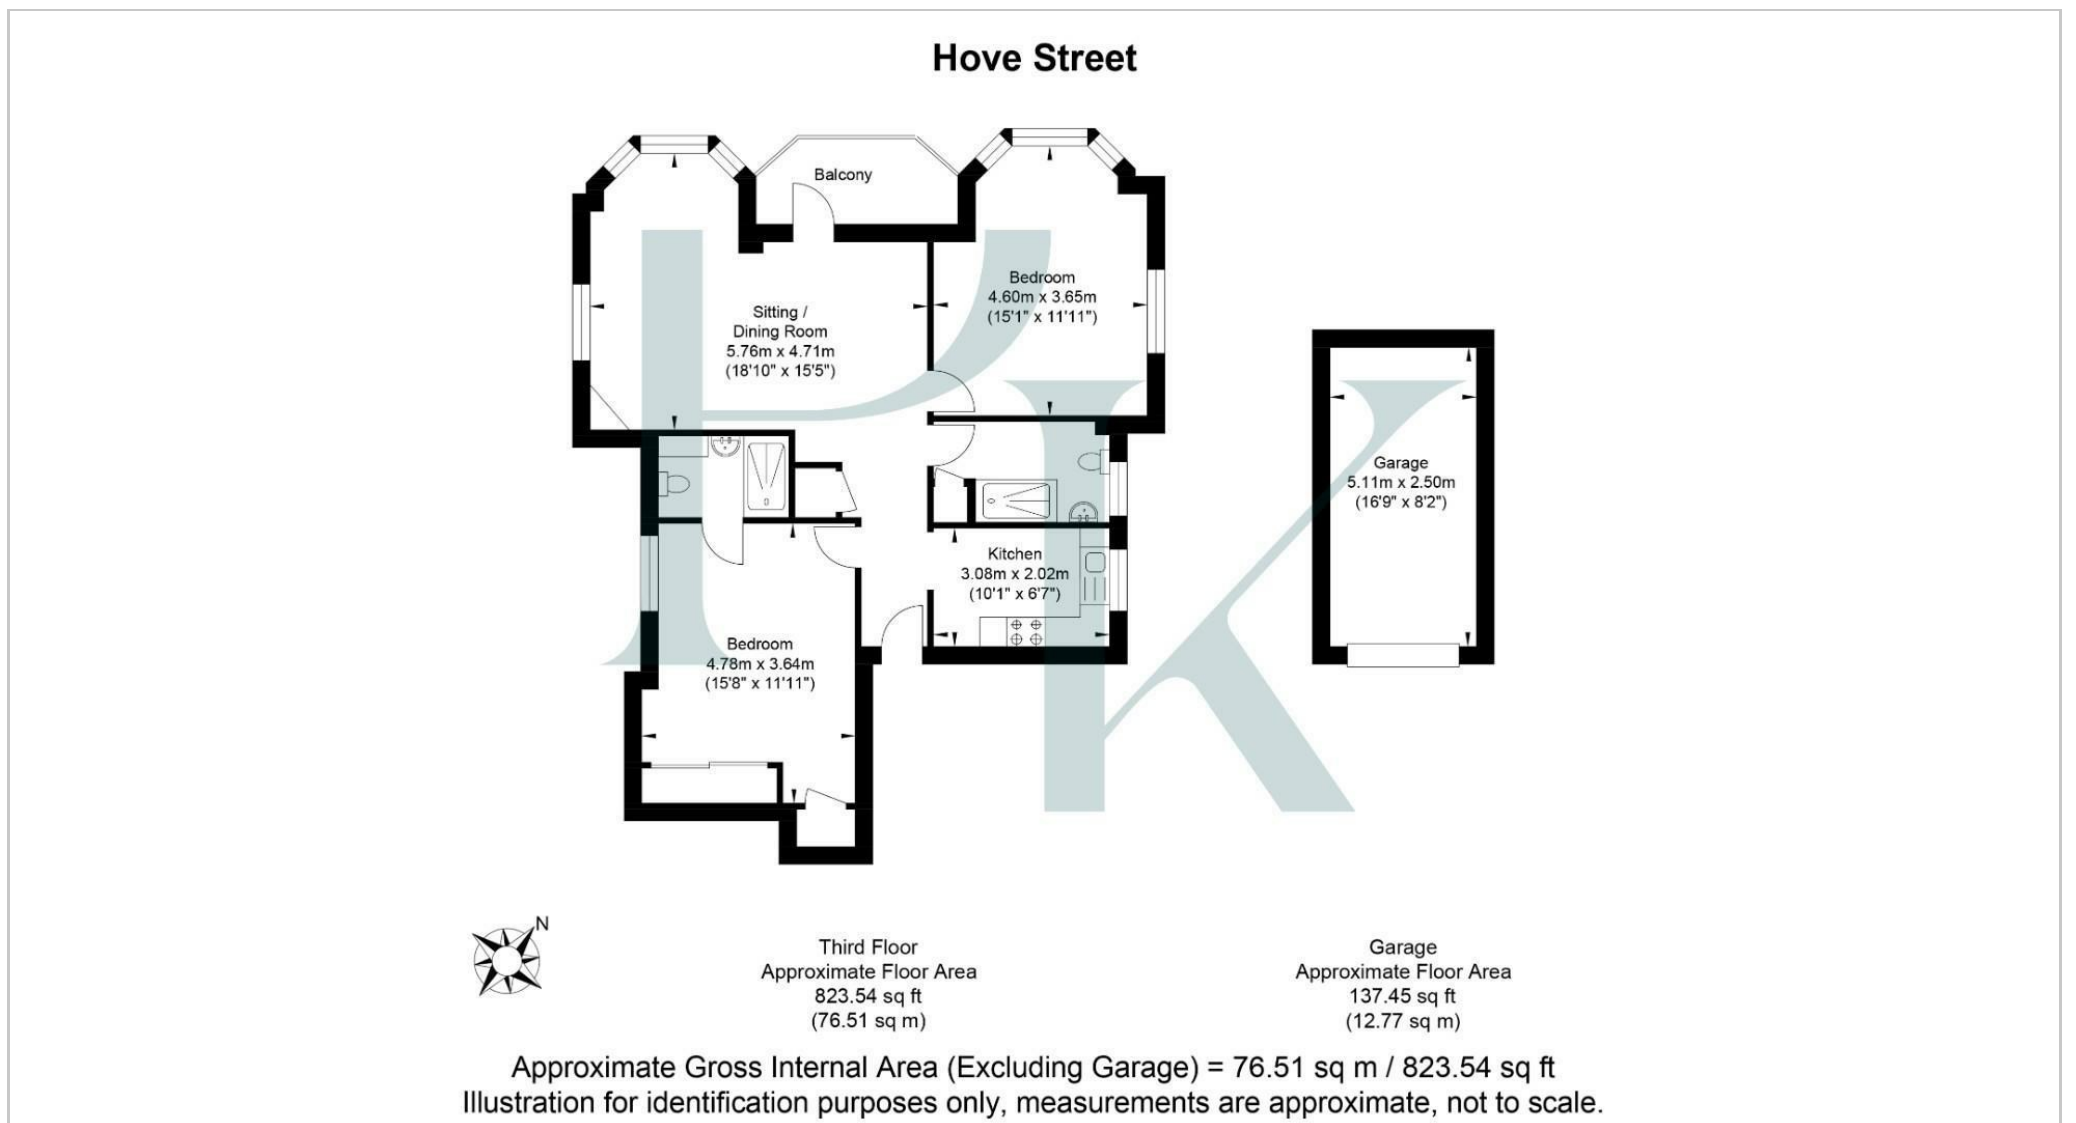 Hove Street
Balcony
Bedroom
4.60m x 3.65m
(15'1" x 11'11")
Sitting /
Dining Room
5.76m x 4.71m
(18'10" x 15'5")
Garage
5.11m x 2.50m
(16'9" x 8'2")
Kitchen
3.08m x 2.02m
(10'1" x 6'7")
Bedroom
4.78m x 3.64m
(15'8" x 11'11")
N
Third Floor
Approximate Floor Area
823.54 sq ft
(76.51 sq m)
Garage
Approximate Floor Area
137.45 sq ft
(12.77 sq m)
Approximate Gross Internal Area (Excluding Garage) = 76.51 sq m / 823.54 sq ft
Illustration for identification purposes only, measurements are approximate, not to scale.